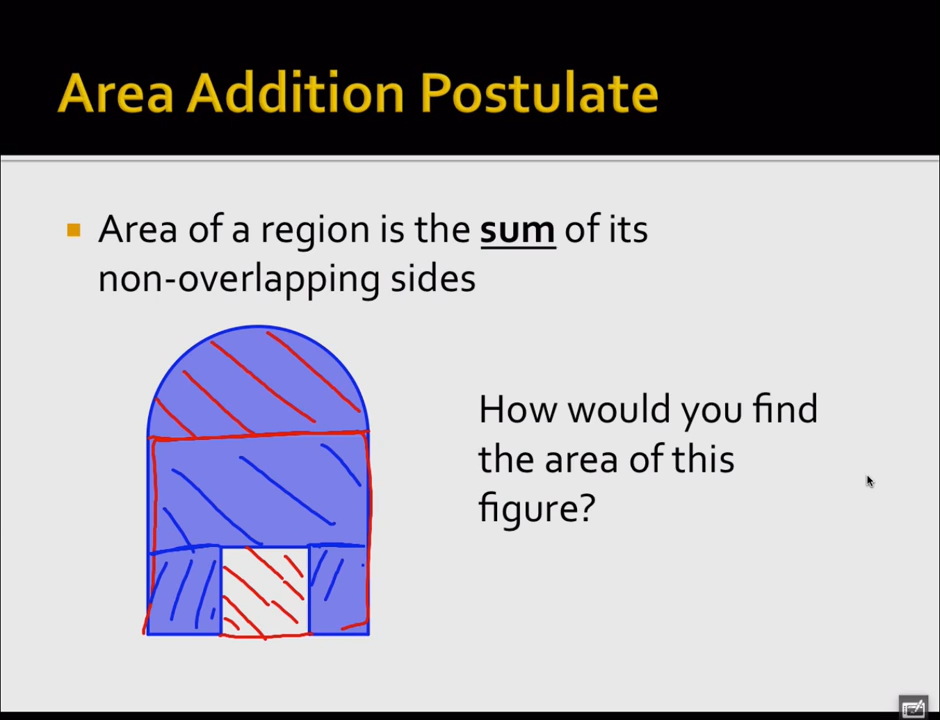 Area Addition Postulate
Area of a region is the sum of its
non-overlapping sides
How would you find
the area of this
figure?